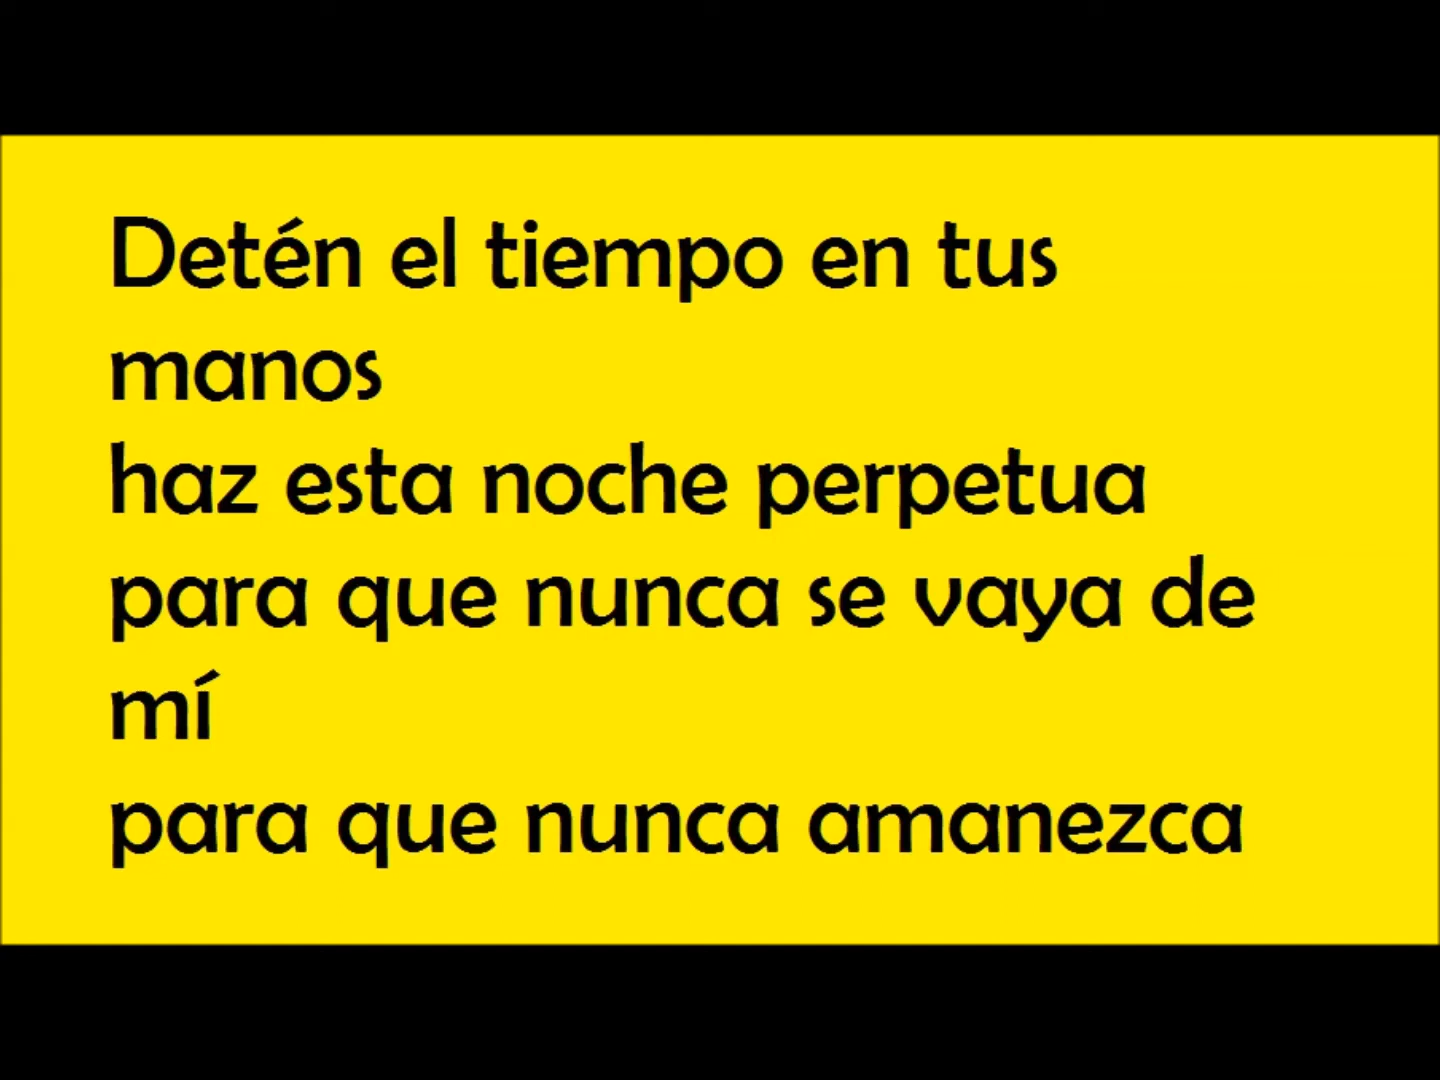 Detén el tiempo en tus
manos
haz esta noche perpetua
para que nunca se vaya de
mí
para que nunca amanezca